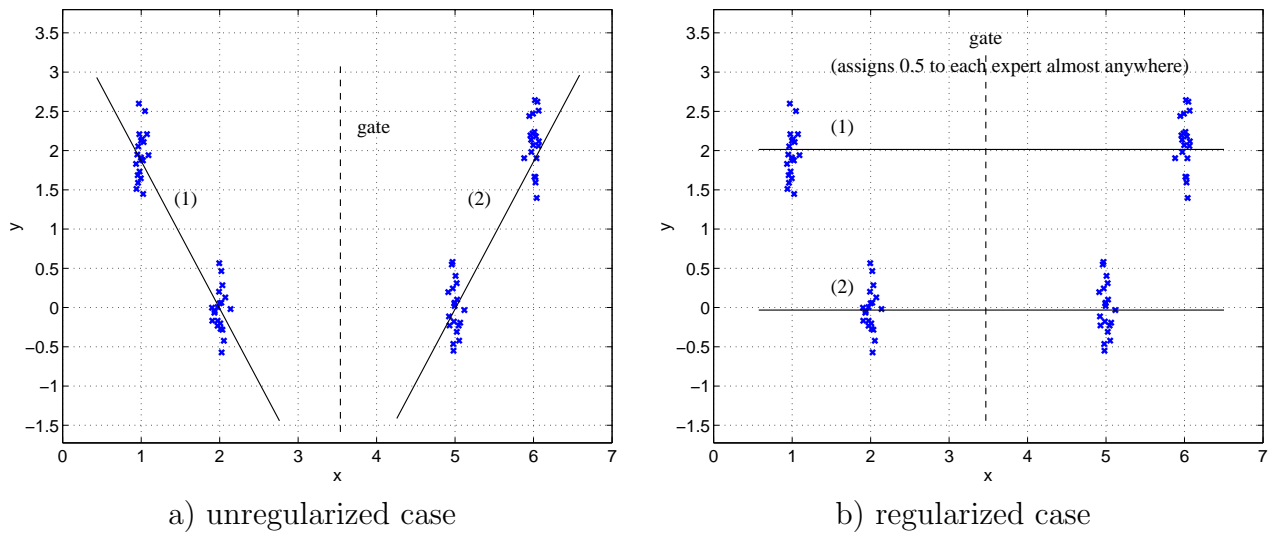 3.5
3
2.5
2
1.5
1
0.5
0
−0.5
−1
−1.5
0 1 2 3 4 5 6 7
y
x
gate
(1)
(2)
a) unregularized case
3.5
3
2.5
2
1.5
1
0.5
0
−0.5
−1
−1.5
0 1 2 3 4 5 6 7
y
x
gate
(assigns 0.5 to each expert almost anywhere)
(1)
(2)
b) regularized case